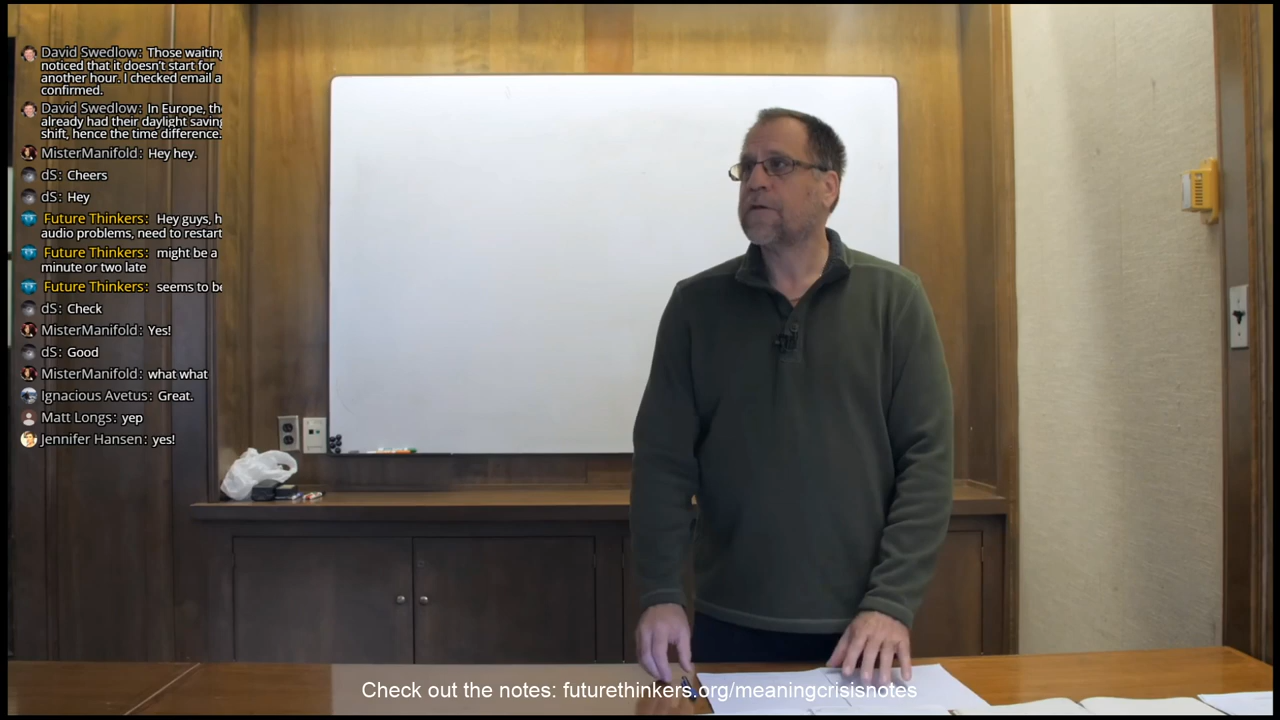 David Swedlow: Those waiting
noticed that it doesn't start for
another hour. I checked email a
confirmed.
David Swedlow: In Europe, th
already had their daylight saving
shift, hence the time difference.
MisterManifold: Hey hey.
dS: Cheers
dS: Hey
Future Thinkers: Hey guys, h
audio problems, need to restart
Future Thinkers: might be a
minute or two late
Future Thinkers: seems to be
dS: Check
MisterManifold: Yes!
dS: Good
MisterManifold: what what
Ignacious Avetus: Great.
Matt Longs: yep
Jennifer Hansen: yes!
Check out the notes: futurethinkers.org/meaningcrisisnotes